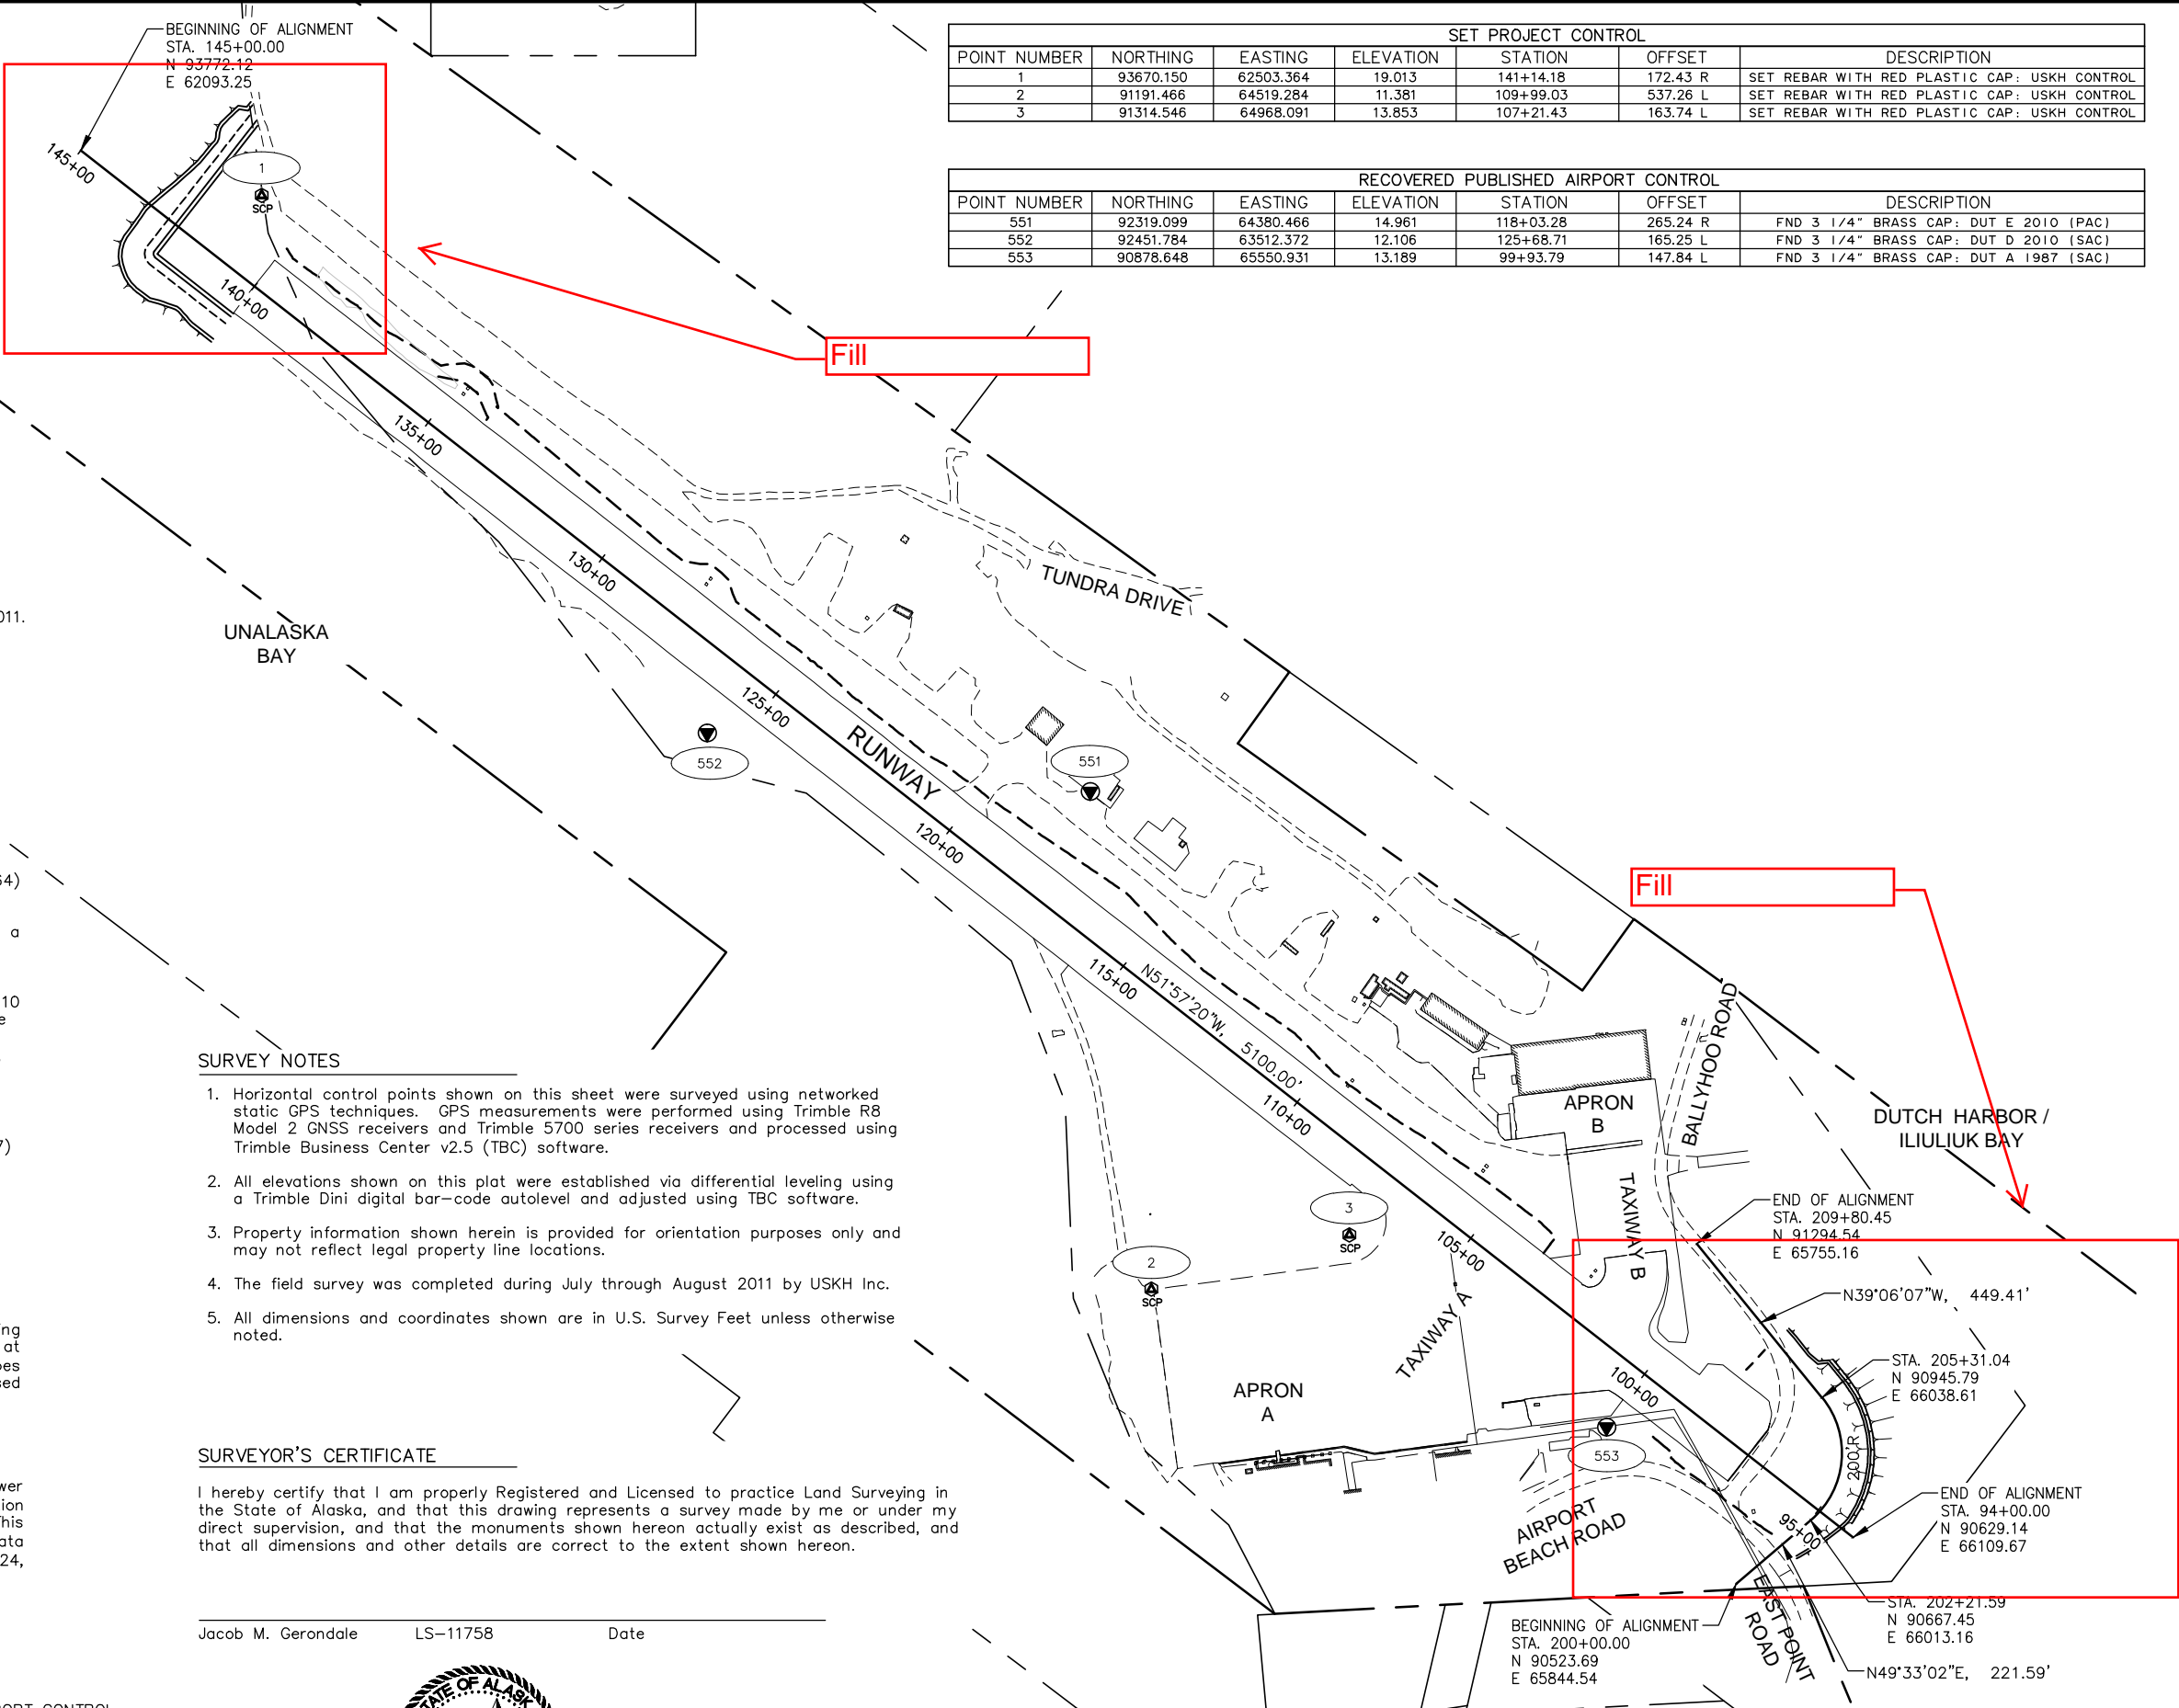 BEGINNING OF ALIGNMENT
STA. 145+00.00
N 93772.12
E 62093.25
145+00
1
SCP
140+00
135+00
130+00
125+00
120+00
115+00
110+00
105+00
100+00
95+00
SET PROJECT CONTROL
POINT NUMBER NORTHING EASTING ELEVATION STATION OFFSET DESCRIPTION
1 93670.150 62503.364 19.013 141+14.18 172.43 R SET REBAR WITH RED PLASTIC CAP: USKH CONTROL
2 91191.466 64519.284 11.381 109+99.03 537.26 L SET REBAR WITH RED PLASTIC CAP: USKH CONTROL
3 91314.546 64968.091 13.853 107+21.43 163.74 L SET REBAR WITH RED PLASTIC CAP: USKH CONTROL
RECOVERED PUBLISHED AIRPORT CONTROL
POINT NUMBER NORTHING EASTING ELEVATION STATION OFFSET DESCRIPTION
551 92319.099 64380.466 14.961 118+03.28 265.24 R FND 3 1/4" BRASS CAP: DUT E 2010 (PAC)
552 92451.784 63512.372 12.106 125+68.71 165.25 L FND 3 1/4" BRASS CAP: DUT D 2010 (SAC)
553 90878.648 65550.931 13.189 99+93.79 147.84 L FND 3 1/4" BRASS CAP: DUT A 1987 (SAC)
Fill
TUNDRA DRIVE
UNALASKA
BAY
552
RUNWAY
551
Fill
N51°57'20"W, 5100.00'
BALLYHOO ROAD
APRON
B
DUTCH HARBOR /
ILIULIUK BAY
TAXIWAY B
3
SCP
2
SCP
TAXIWAY A
APRON
A
553
AIRPORT
BEACH ROAD
EAST POINT
ROAD
END OF ALIGNMENT
STA. 209+80.45
N 91294.54
E 65755.16
N39°06'07"W, 449.41'
STA. 205+31.04
N 90945.79
E 66038.61
200'R
END OF ALIGNMENT
STA. 94+00.00
N 90629.14
E 66109.67
STA. 202+21.59
N 90667.45
E 66013.16
N49°33'02"E, 221.59'
BEGINNING OF ALIGNMENT
STA. 200+00.00
N 90523.69
E 65844.54
SURVEY NOTES
1. Horizontal control points shown on this sheet were surveyed using networked
static GPS techniques. GPS measurements were performed using Trimble R8
Model 2 GNSS receivers and Trimble 5700 series receivers and processed using
Trimble Business Center v2.5 (TBC) software.
2. All elevations shown on this plat were established via differential leveling using
a Trimble Dini digital bar-code autolevel and adjusted using TBC software.
3. Property information shown herein is provided for orientation purposes only and
may not reflect legal property line locations.
4. The field survey was completed during July through August 2011 by USKH Inc.
5. All dimensions and coordinates shown are in U.S. Survey Feet unless otherwise
noted.
SURVEYOR'S CERTIFICATE
I hereby certify that I am properly Registered and Licensed to practice Land Surveying in
the State of Alaska, and that this drawing represents a survey made by me or under my
direct supervision, and that the monuments shown hereon actually exist as described, and
that all dimensions and other details are correct to the extent shown hereon.
Jacob M. Gerondale LS-11758 Date